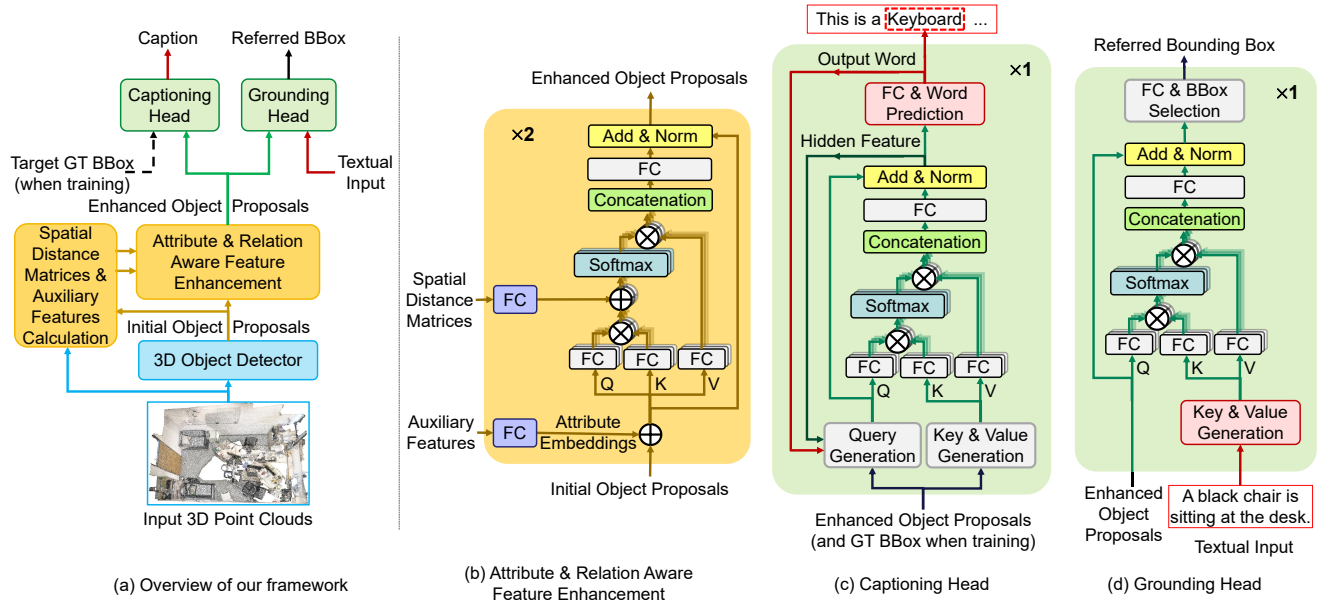 Caption
Referred BBox
Captioning
Head
Grounding
Head
Target GT BBox
(when training)
Textual
Input
Enhanced Object Proposals
Spatial
Distance
Matrices &
Auxiliary
Features
Calculation
Attribute & Relation
Aware Feature
Enhancement
Initial Object Proposals
3D Object Detector
Input 3D Point Clouds
(a) Overview of our framework
Enhanced Object Proposals
×2
Add & Norm
FC
Concatenation
Softmax
Spatial
Distance
Matrices
FC
FC
FC
FC
Q
K
V
Auxiliary
Features
FC
Attribute
Embeddings
Initial Object Proposals
(b) Attribute & Relation Aware
Feature Enhancement
This is a Keyboard ...
×1
Output Word
FC & Word
Prediction
Hidden Feature
Add & Norm
FC
Concatenation
Softmax
FC
FC
FC
Q
K
V
Query
Generation
Key & Value
Generation
Enhanced Object Proposals
(and GT BBox when training)
(c) Captioning Head
Referred Bounding Box
×1
FC & BBox
Selection
Add & Norm
FC
Concatenation
Softmax
FC
FC
FC
Q
K
V
Key & Value
Generation
Enhanced
Object
Proposals
A black chair is
sitting at the desk.
Textual Input
(d) Grounding Head